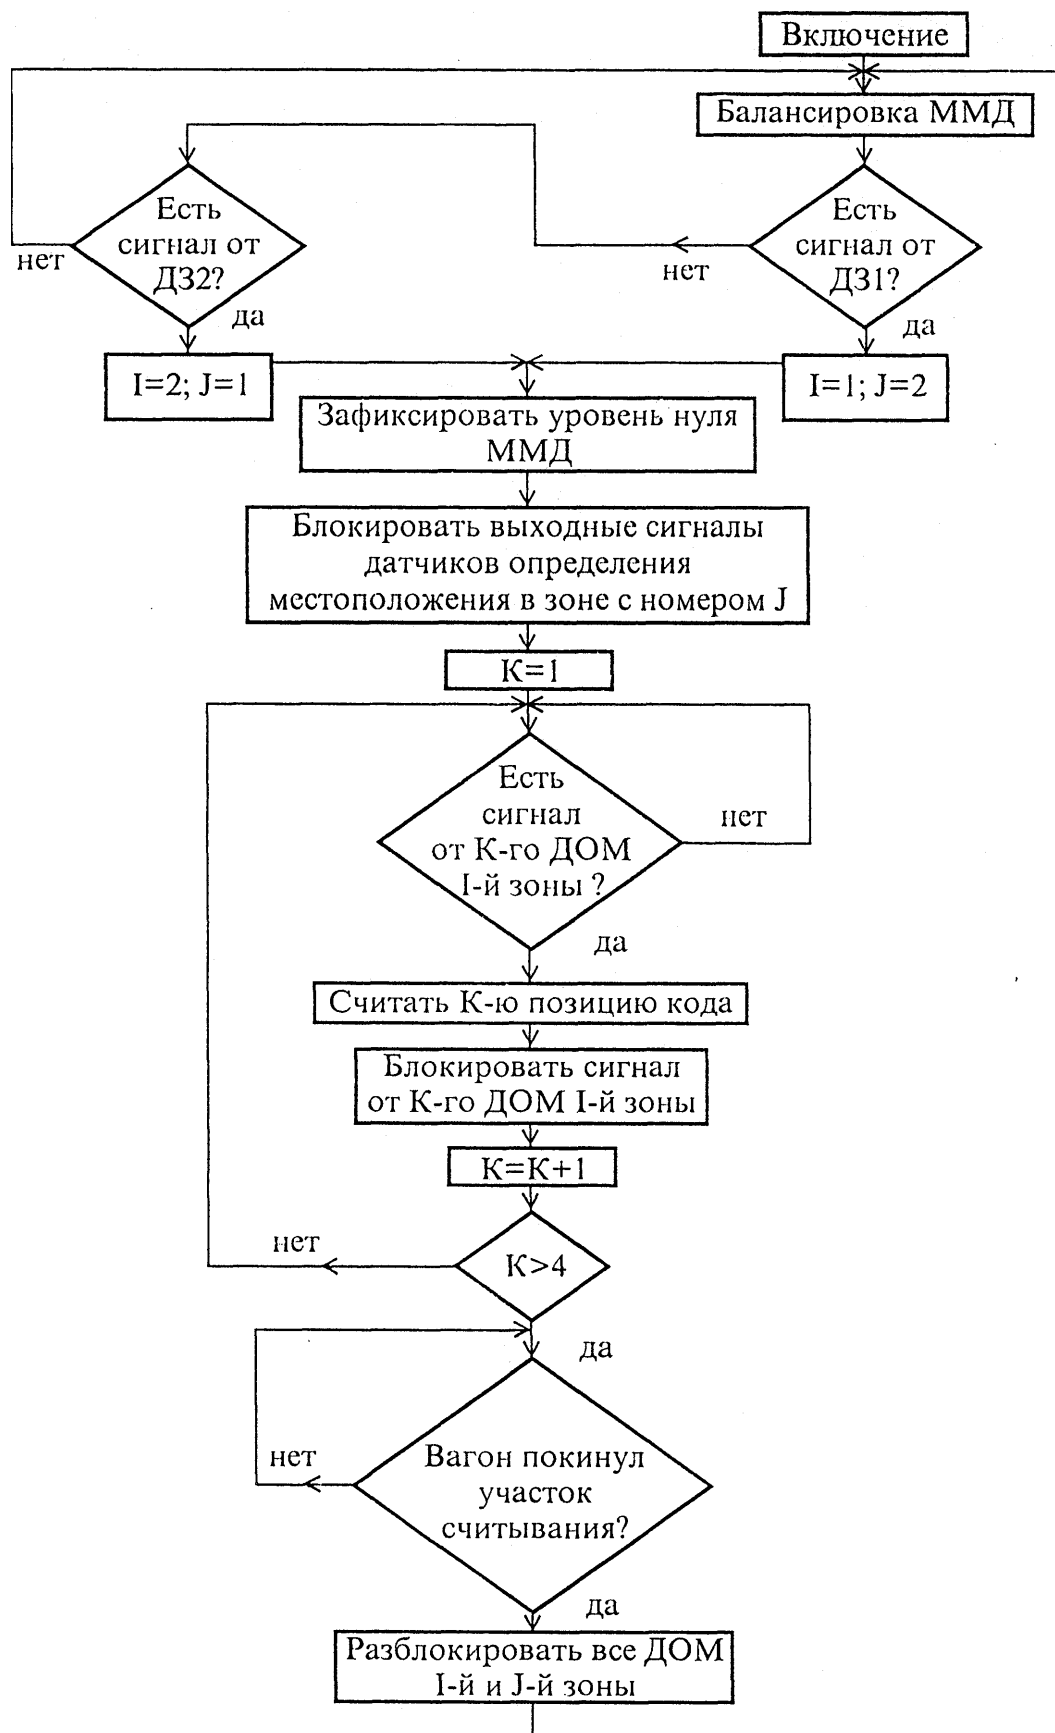 Включение
Балансировка ММД
Есть
сигнал от
ДЗ2?
нет
да
Есть
сигнал от
ДЗ1?
нет
да
I=2; J=1
I=1; J=2
Зафиксировать уровень нуля
ММД
Блокировать выходные сигналы
датчиков определения
местоположения в зоне с номером J
К=1
Есть
сигнал
от К-го ДОМ
I-й зоны ?
нет
да
Считать К-ю позицию кода
Блокировать сигнал
от К-го ДОМ I-й зоны
К=К+1
нет
К>4
да
нет
Вагон покинул
участок
считывания?
да
Разблокировать все ДОМ
I-й и J-й зоны